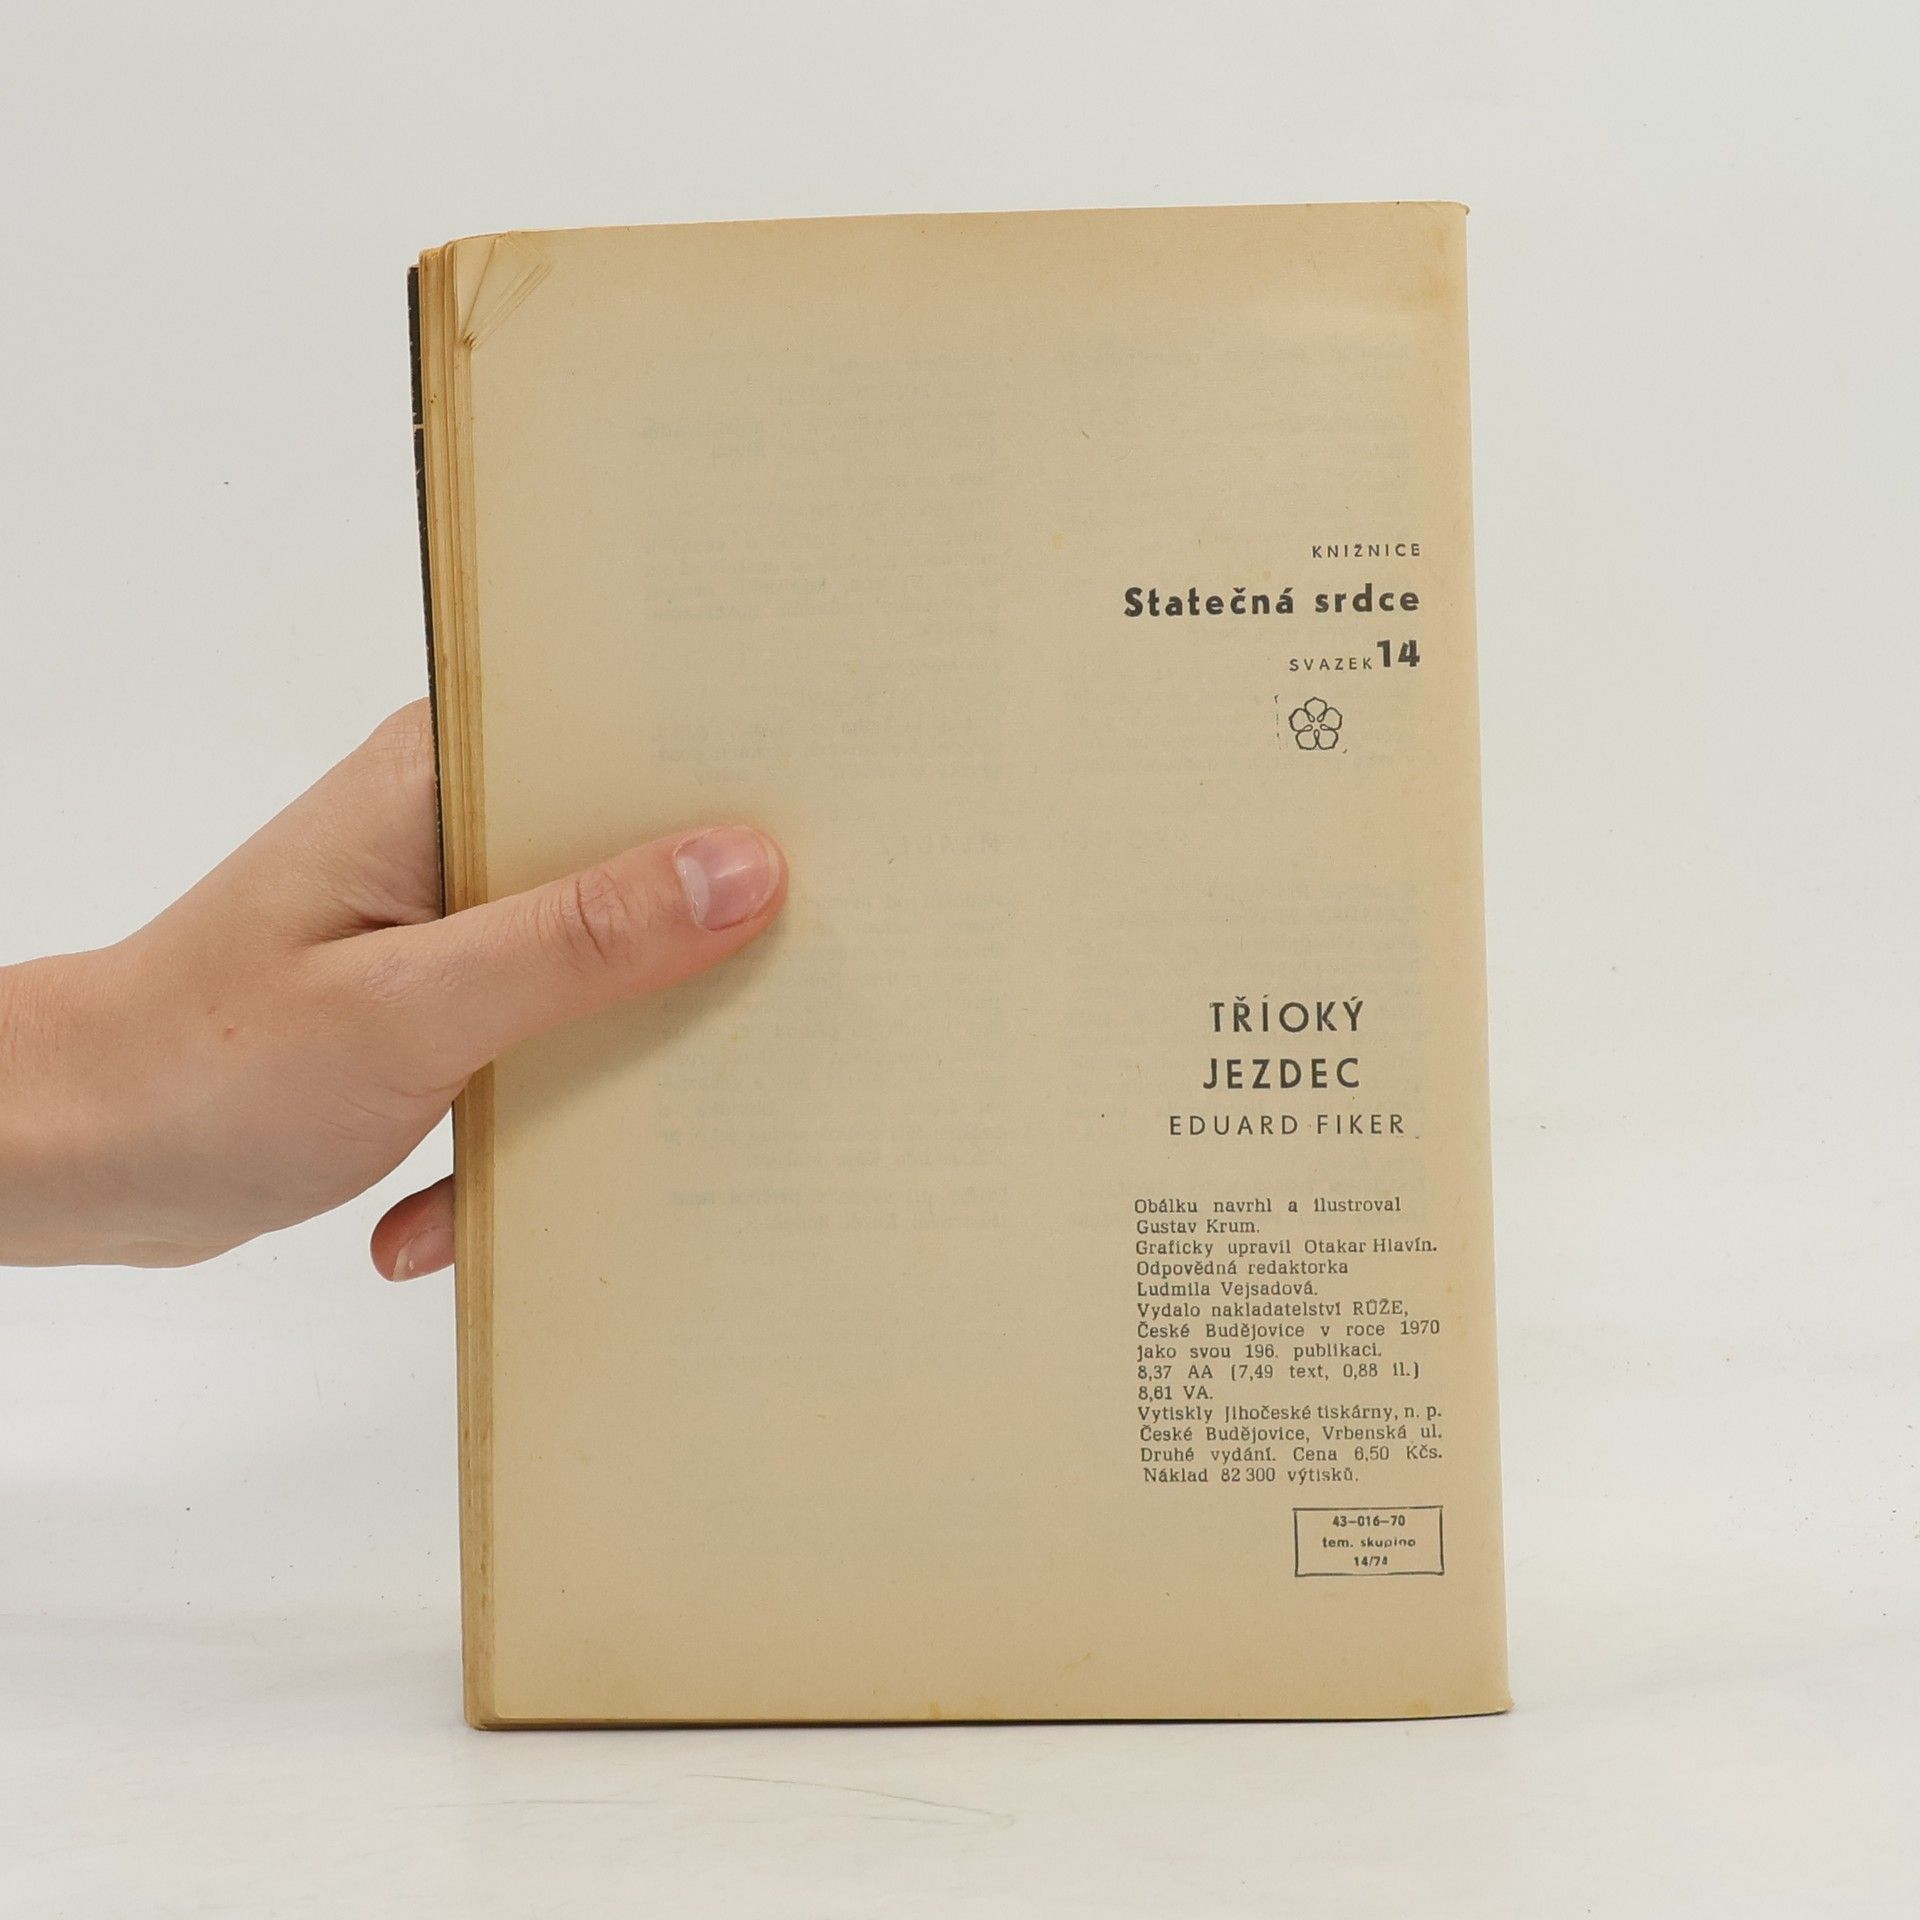 KNIŽNICE
Statečná srdce
SVAZEK 14
TŘÍOKÝ
JEZDEC
EDUARD FIKER
Obálku navrhl a ilustroval
Gustav Krum.
Graficky upravil Otakar Hlavín.
Odpovědná redaktorka
Ludmila Vejsadová.
Vydalo nakladatelství RŮŽE,
České Budějovice v roce 1970
jako svou 196. publikaci.
8,37 AA (7,49 text, 0,88 il.)
8,61 VA.
Vytiskly Jihočeské tiskárny, n. p.
České Budějovice, Vrbenská ul.
Druhé vydání. Cena 6,50 Kčs.
Náklad 82 300 výtisků.
43-016-70
tem. skupina
14/74